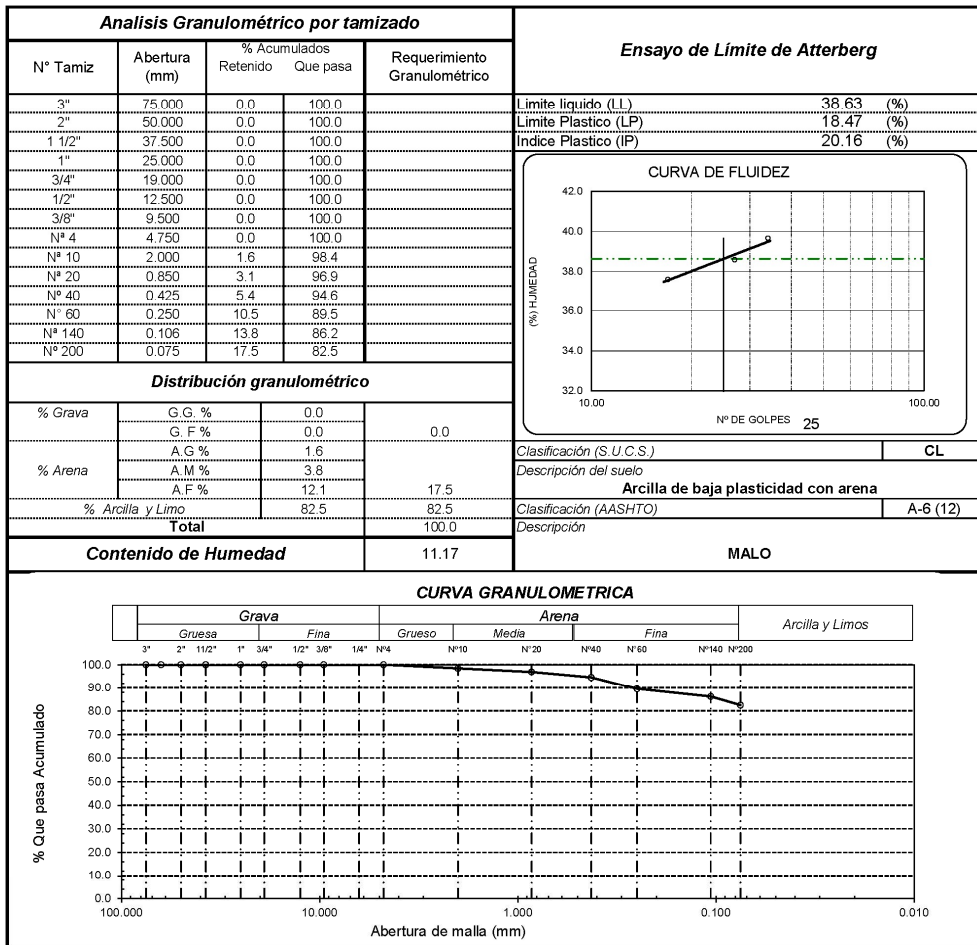 Analisis Granulométrico por tamizado
N° Tamiz Abertura (mm) % Acumulados Retenido Que pasa Requerimiento Granulométrico
3" 75.000 0.0 100.0
2" 50.000 0.0 100.0
1 1/2" 37.500 0.0 100.0
1" 25.000 0.0 100.0
3/4" 19.000 0.0 100.0
1/2" 12.500 0.0 100.0
3/8" 9.500 0.0 100.0
Nª 4 4.750 0.0 100.0
Nª 10 2.000 1.6 98.4
Nª 20 0.850 3.1 96.9
Nº 40 0.425 5.4 94.6
N° 60 0.250 10.5 89.5
Nª 140 0.106 13.8 86.2
Nº 200 0.075 17.5 82.5
Distribución granulométrico
% Grava G.G. % 0.0
G. F % 0.0 0.0
A.G % 1.6
% Arena A.M % 3.8
A.F % 12.1 17.5
% Arcilla y Limo 82.5 82.5
Total 100.0
Contenido de Humedad 11.17
Ensayo de Límite de Atterberg
Limite liquido (LL) 38.63 (%)
Limite Plastico (LP) 18.47 (%)
Indice Plastico (IP) 20.16 (%)
CURVA DE FLUIDEZ
(%) HUMEDAD
42.0
40.0
38.0
36.0
34.0
32.0
10.00 100.00
Nº DE GOLPES 25
Clasificación (S.U.C.S.) CL
Descripción del suelo
Arcilla de baja plasticidad con arena
Clasificación (AASHTO) A-6 (12)
Descripción
MALO
CURVA GRANULOMETRICA
Grava Arena Arcilla y Limos
Gruesa Fina Grueso Media Fina
3" 2" 11/2" 1" 3/4" 1/2" 3/8" 1/4" Nº4 Nº10 N°20 Nº40 N°60 Nº140 Nº200
% Que pasa Acumulado
100.0
90.0
80.0
70.0
60.0
50.0
40.0
30.0
20.0
10.0
0.0
100.000 10.000 1.000 0.100 0.010
Abertura de malla (mm)